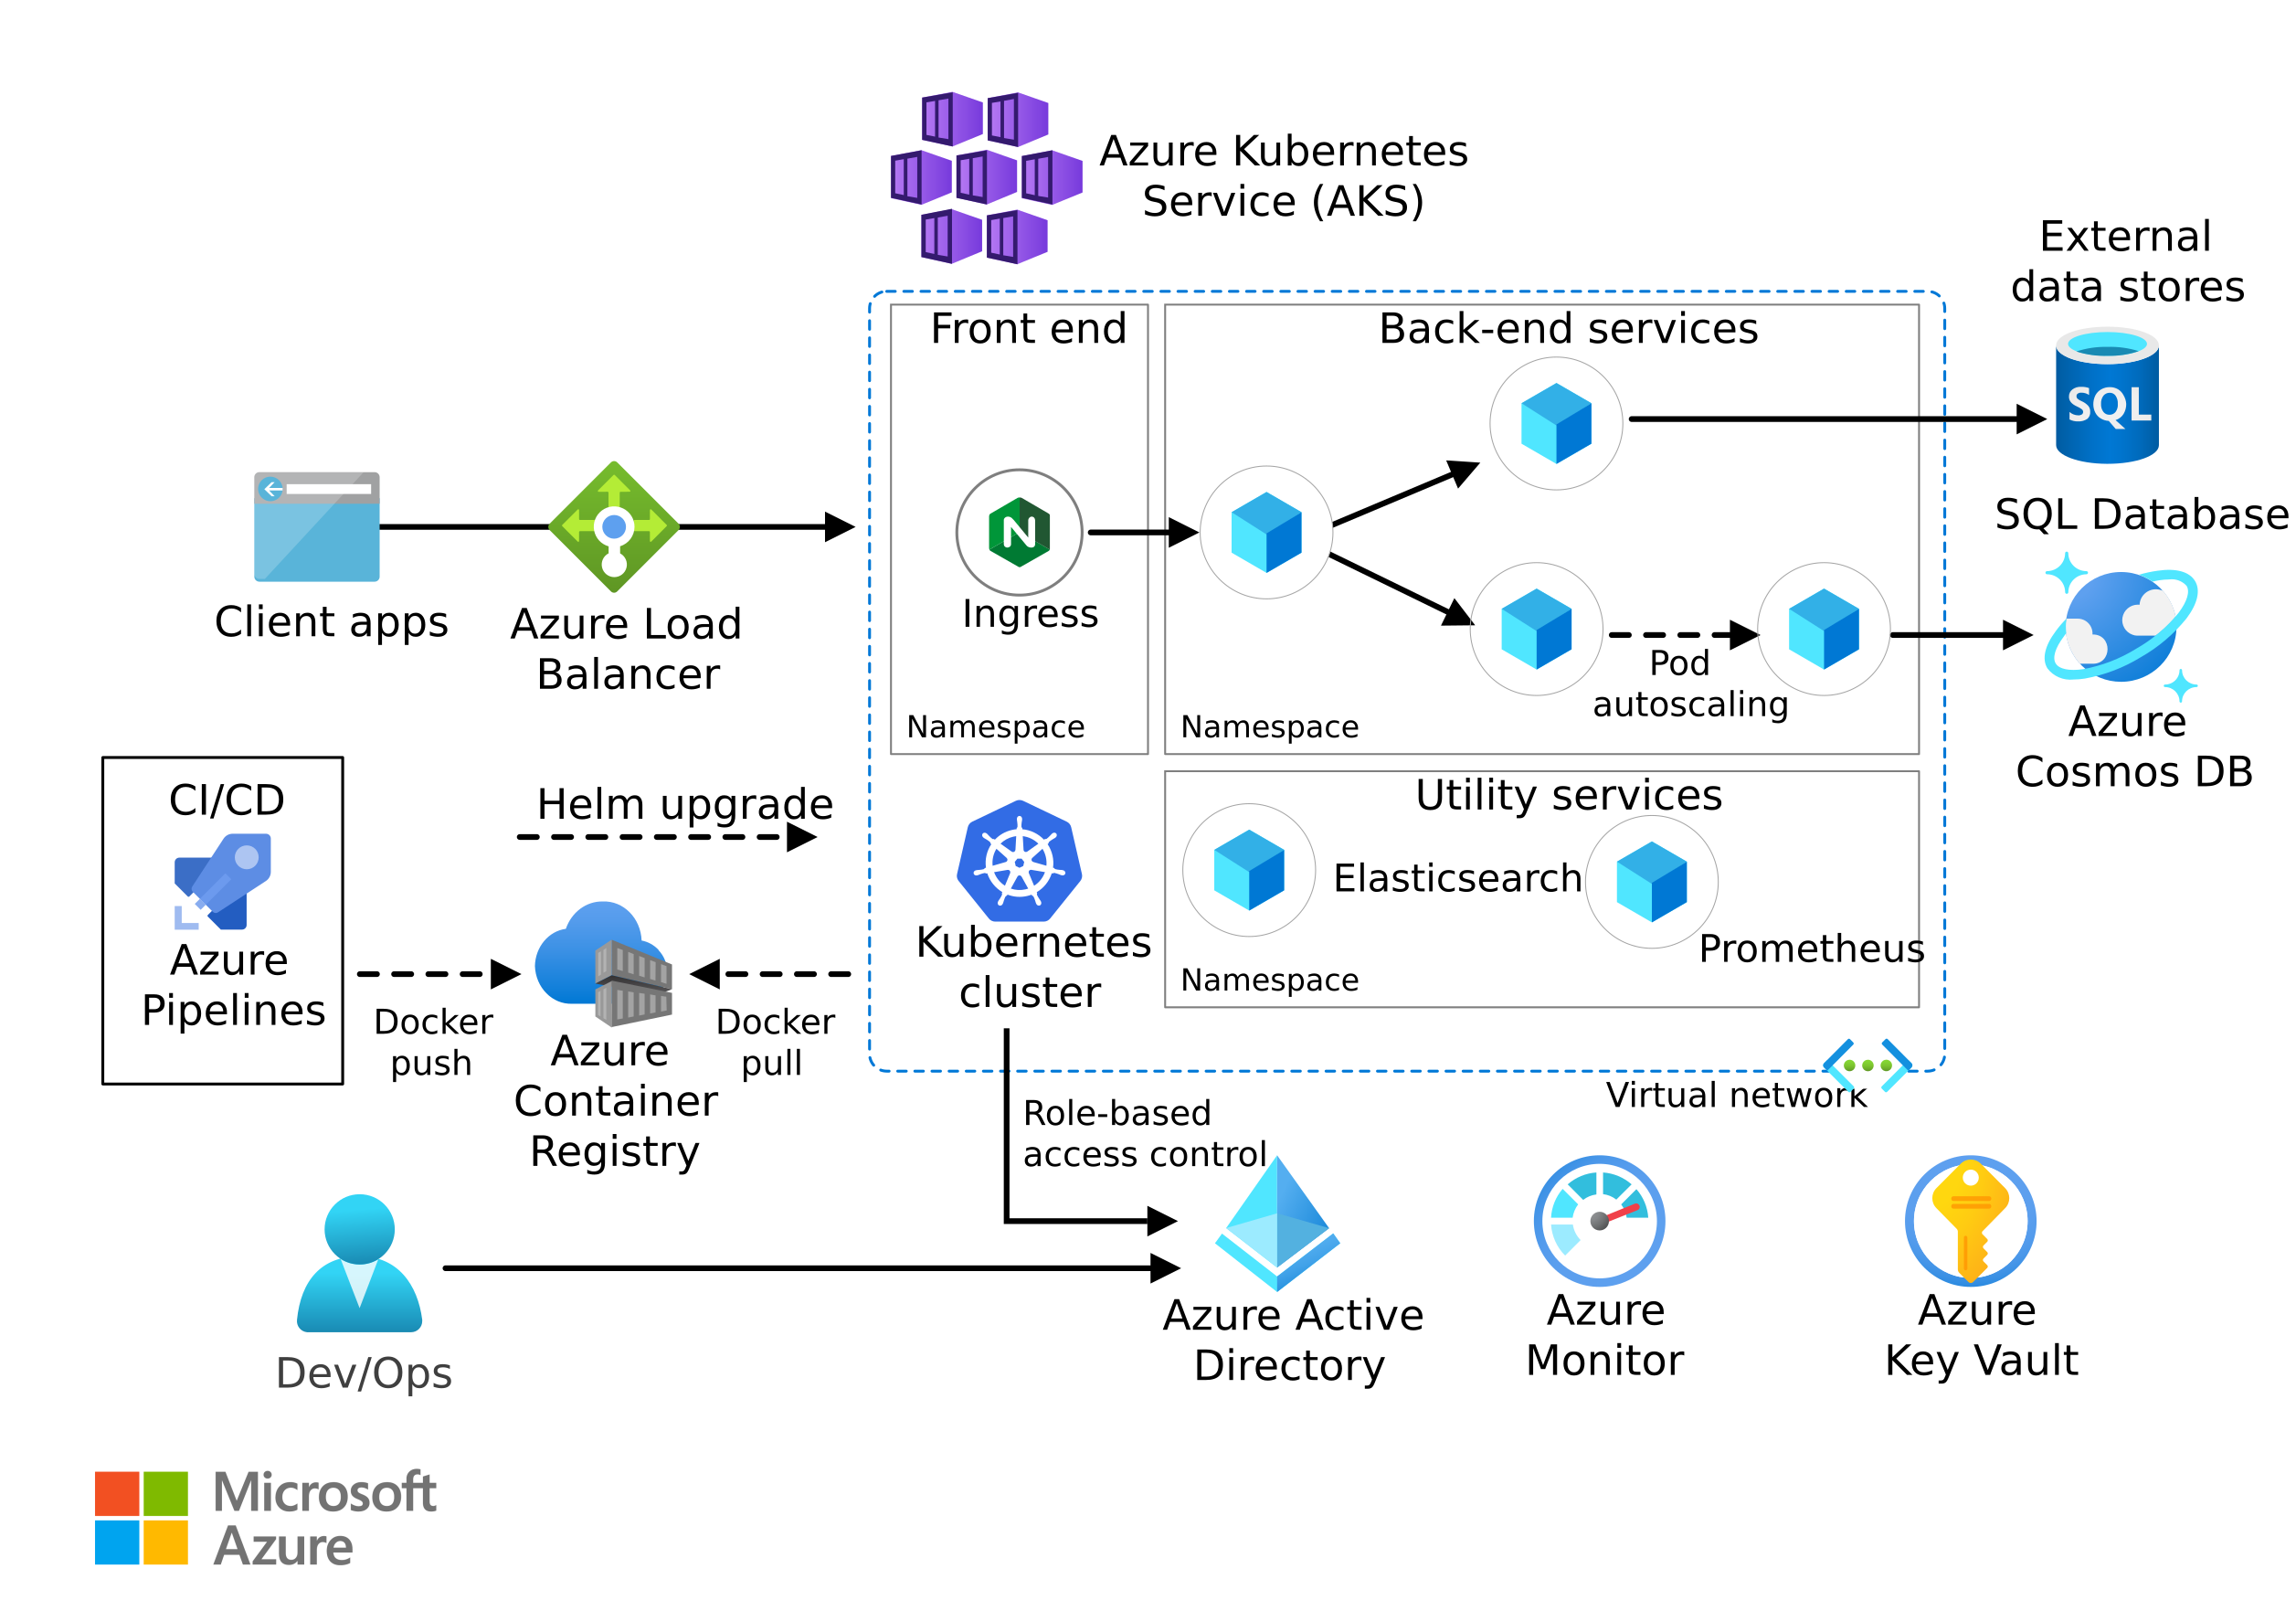 Azure Kubernetes
Service (AKS)
External
data stores
Front end
Back-end services
SQL
SQL Database
Client apps
Azure Load
Balancer
Ingress
Pod
autoscaling
Namespace
Namespace
Azure
Cosmos DB
CI/CD
Helm upgrade
Utility services
Elasticsearch
Prometheus
Kubernetes
cluster
Namespace
Azure
Pipelines
Docker
push
Docker
pull
Azure
Container
Registry
Virtual network
Role-based
access control
Azure Active
Directory
Azure
Monitor
Azure
Key Vault
Dev/Ops
Microsoft
Azure